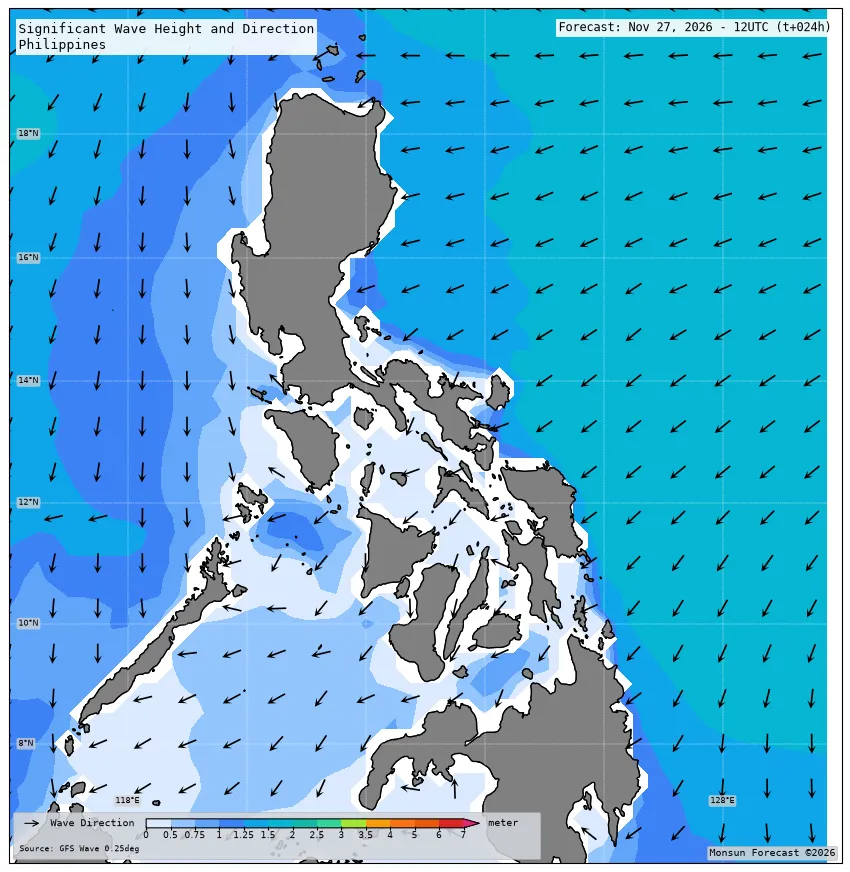 Significant Wave Height and Direction
Philippines
Forecast: Nov 27, 2026 - 12UTC (t+024h)
18°N
16°N
14°N
12°N
10°N
8°N
118°E
128°E
Wave Direction
0 0.5 0.75 1 1.25 1.5 2 2.5 3 3.5 4 5 6 7
meter
Source: GFS Wave 0.25deg
Monsun Forecast ©2026